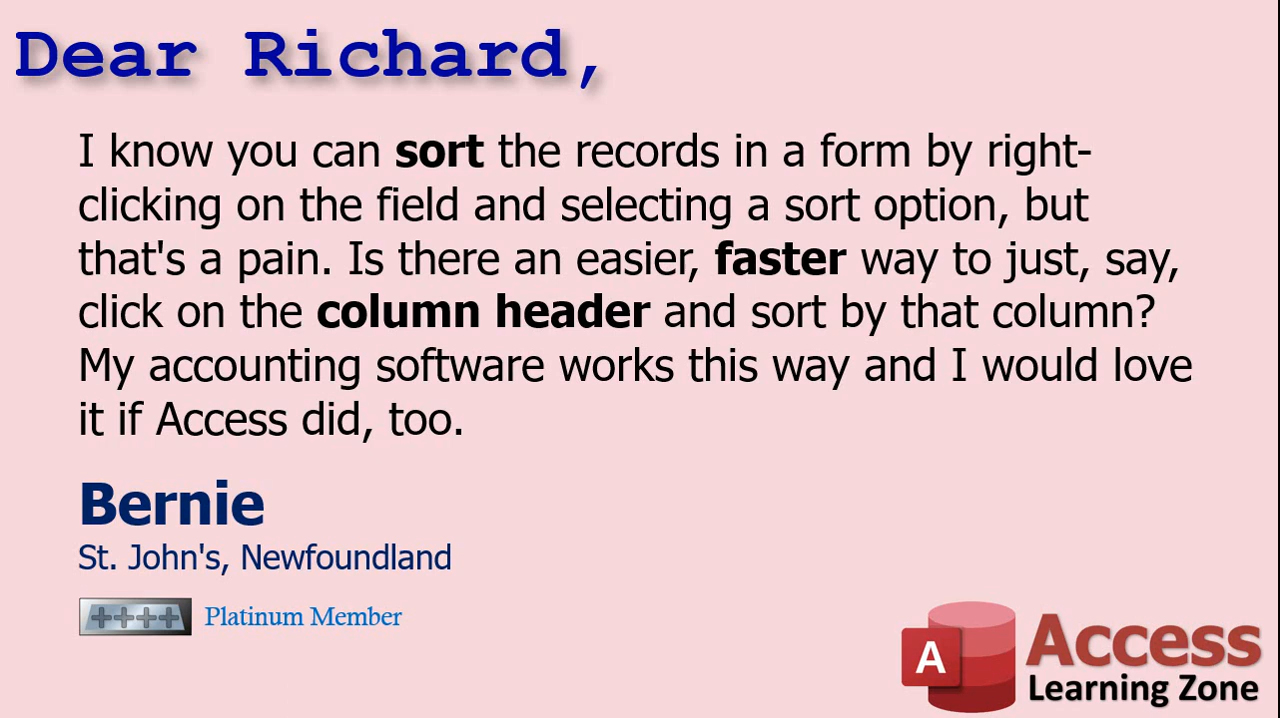 Dear Richard,
I know you can sort the records in a form by right-
clicking on the field and selecting a sort option, but
that's a pain. Is there an easier, faster way to just, say,
click on the column header and sort by that column?
My accounting software works this way and I would love
it if Access did, too.
Bernie
St. John's, Newfoundland
++++ Platinum Member
A Access
Learning Zone